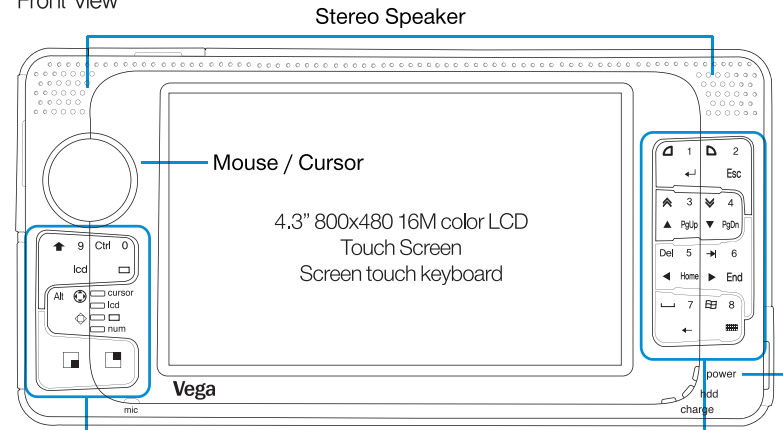 Front View
Stereo Speaker
Mouse / Cursor
4.3” 800x480 16M color LCD
Touch Screen
Screen touch keyboard
1 2
Esc
3 4
PgUp PgDn
Del 5 6
Home End
7 8
9 Ctrl 0
lcd
Alt
cursor
lcd
num
Vega
mic
power
hdd
charge